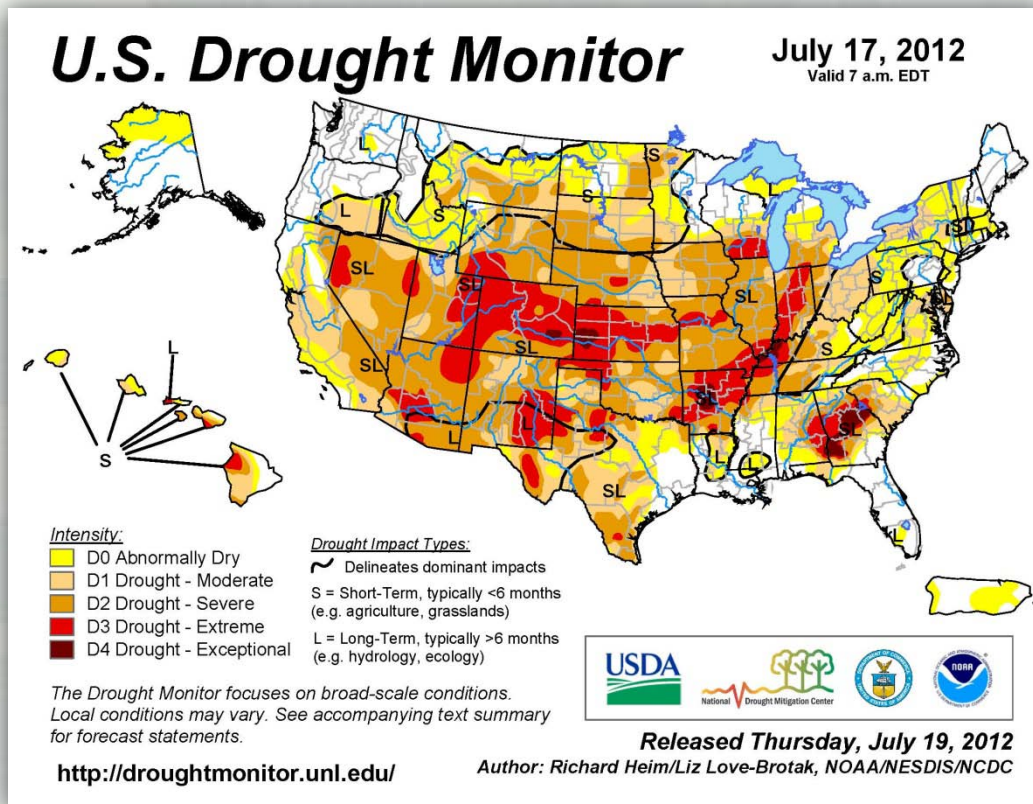 U.S. Drought Monitor
July 17, 2012
Valid 7 a.m. EDT
L
S
S
S
L
L
SL
SL
SL
SL
SL
SL
S
S
SL
SL
SL
L
L
SL
L
L
SL
L
L
S
Intensity:
D0 Abnormally Dry
D1 Drought - Moderate
D2 Drought - Severe
D3 Drought - Extreme
D4 Drought - Exceptional
Drought Impact Types:
Delineates dominant impacts
S = Short-Term, typically <6 months
(e.g. agriculture, grasslands)
L = Long-Term, typically >6 months
(e.g. hydrology, ecology)
USDA
National Drought Mitigation Center
NOAA
The Drought Monitor focuses on broad-scale conditions.
Local conditions may vary. See accompanying text summary
for forecast statements.
Released Thursday, July 19, 2012
Author: Richard Heim/Liz Love-Brotak, NOAA/NESDIS/NCDC
http://droughtmonitor.unl.edu/